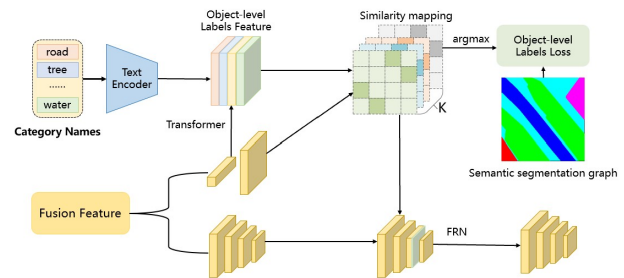 Object-level
Labels Feature
Similarity mapping
road
tree
......
water
Category Names
Text
Encoder
argmax
Object-level
Labels Loss
K
Transformer
Semantic segmentation graph
Fusion Feature
FRN